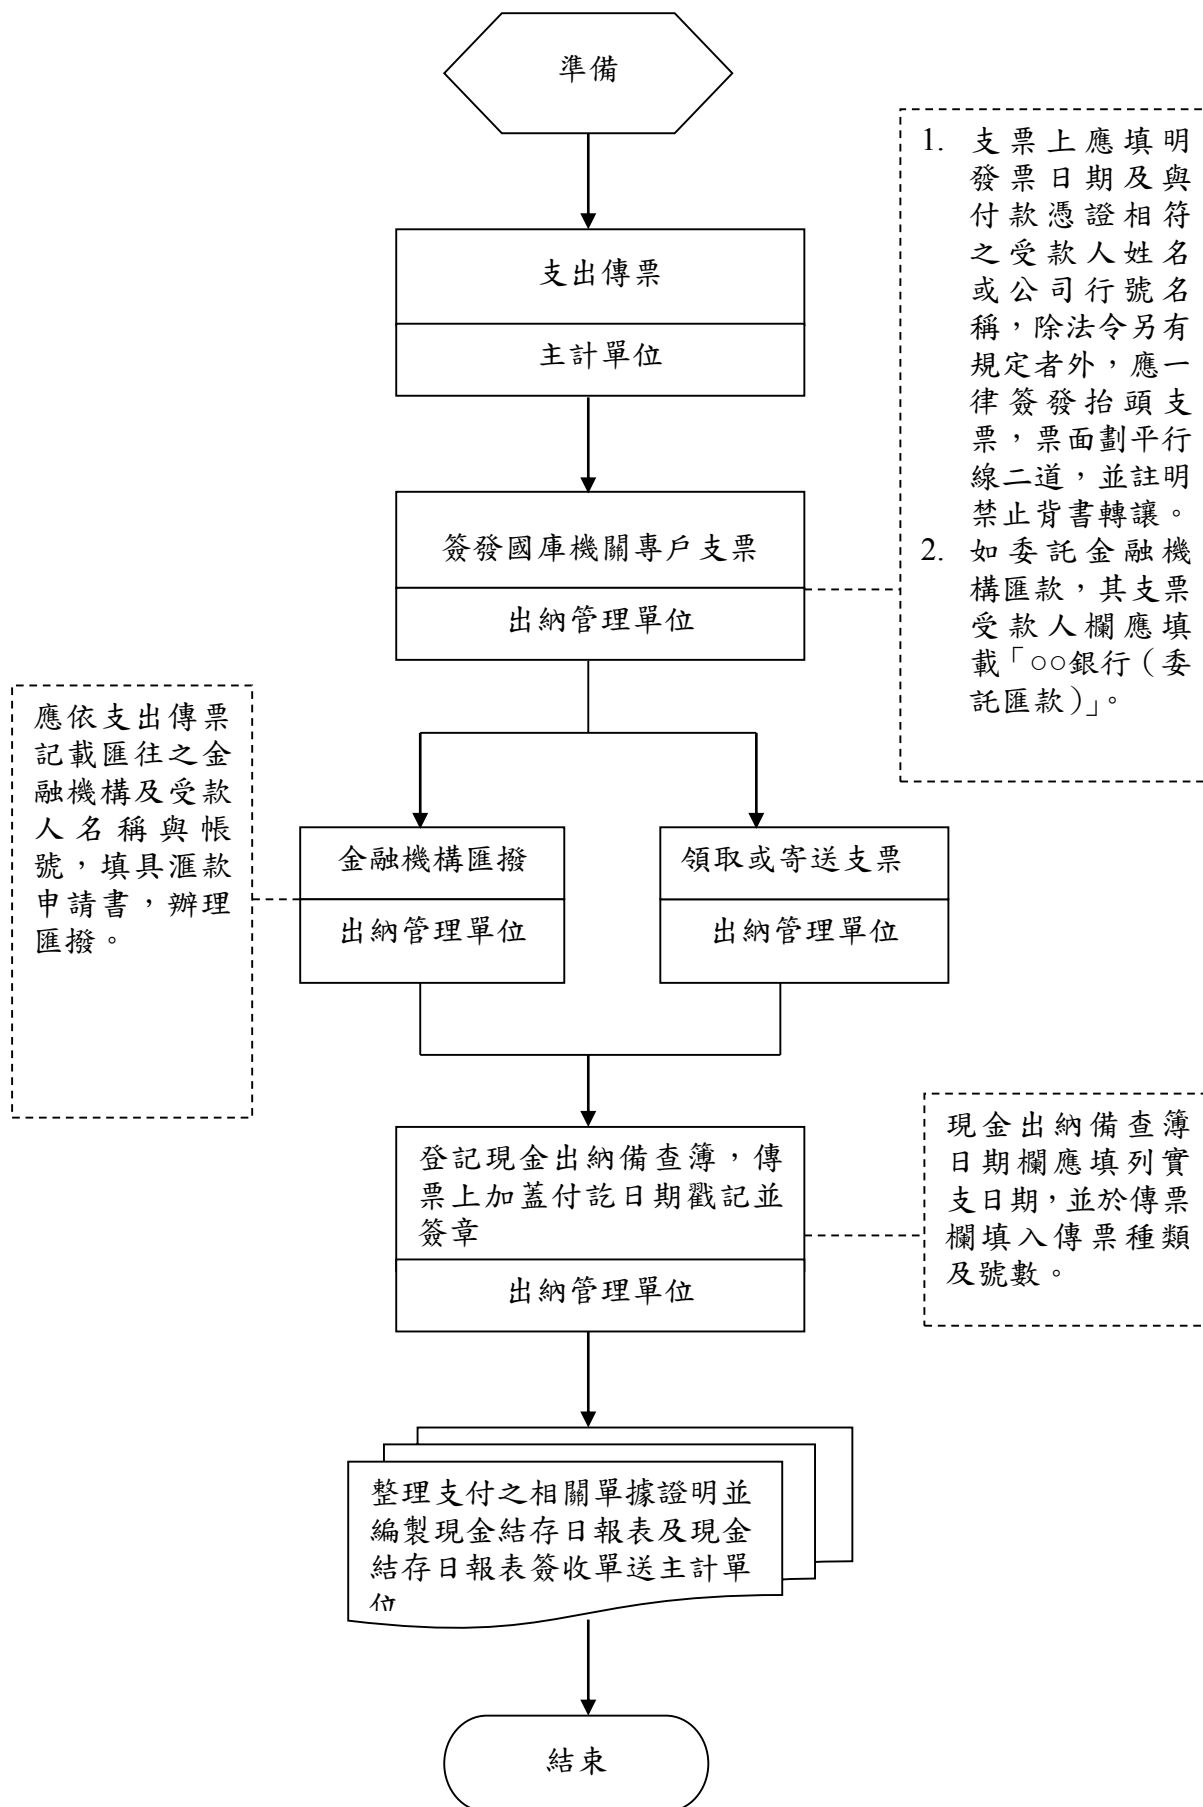 準備
支出傳票
主計單位
1. 支票上應填明
發票日期及與
付款憑證相符
之受款人姓名
或公司行號名
稱，除法令另有
規定者外，應一
律簽發抬頭支
票，票面劃平行
線二道，並註明
禁止背書轉讓。
2. 如委託金融機
構匯款，其支票
受款人欄應填
載「○○銀行（委
託匯款）」。
簽發國庫機關專戶支票
出納管理單位
應依支出傳票
記載匯往之金
融機構及受款
人名稱與帳
號，填具滙款
申請書，辦理
匯撥。
金融機構匯撥
出納管理單位
領取或寄送支票
出納管理單位
登記現金出納備查簿，傳
票上加蓋付訖日期戳記並
簽章
出納管理單位
現金出納備查簿
日期欄應填列實
支日期，並於傳票
欄填入傳票種類
及號數。
整理支付之相關單據證明並
編製現金結存日報表及現金
結存日報表簽收單送主計單
位
結束